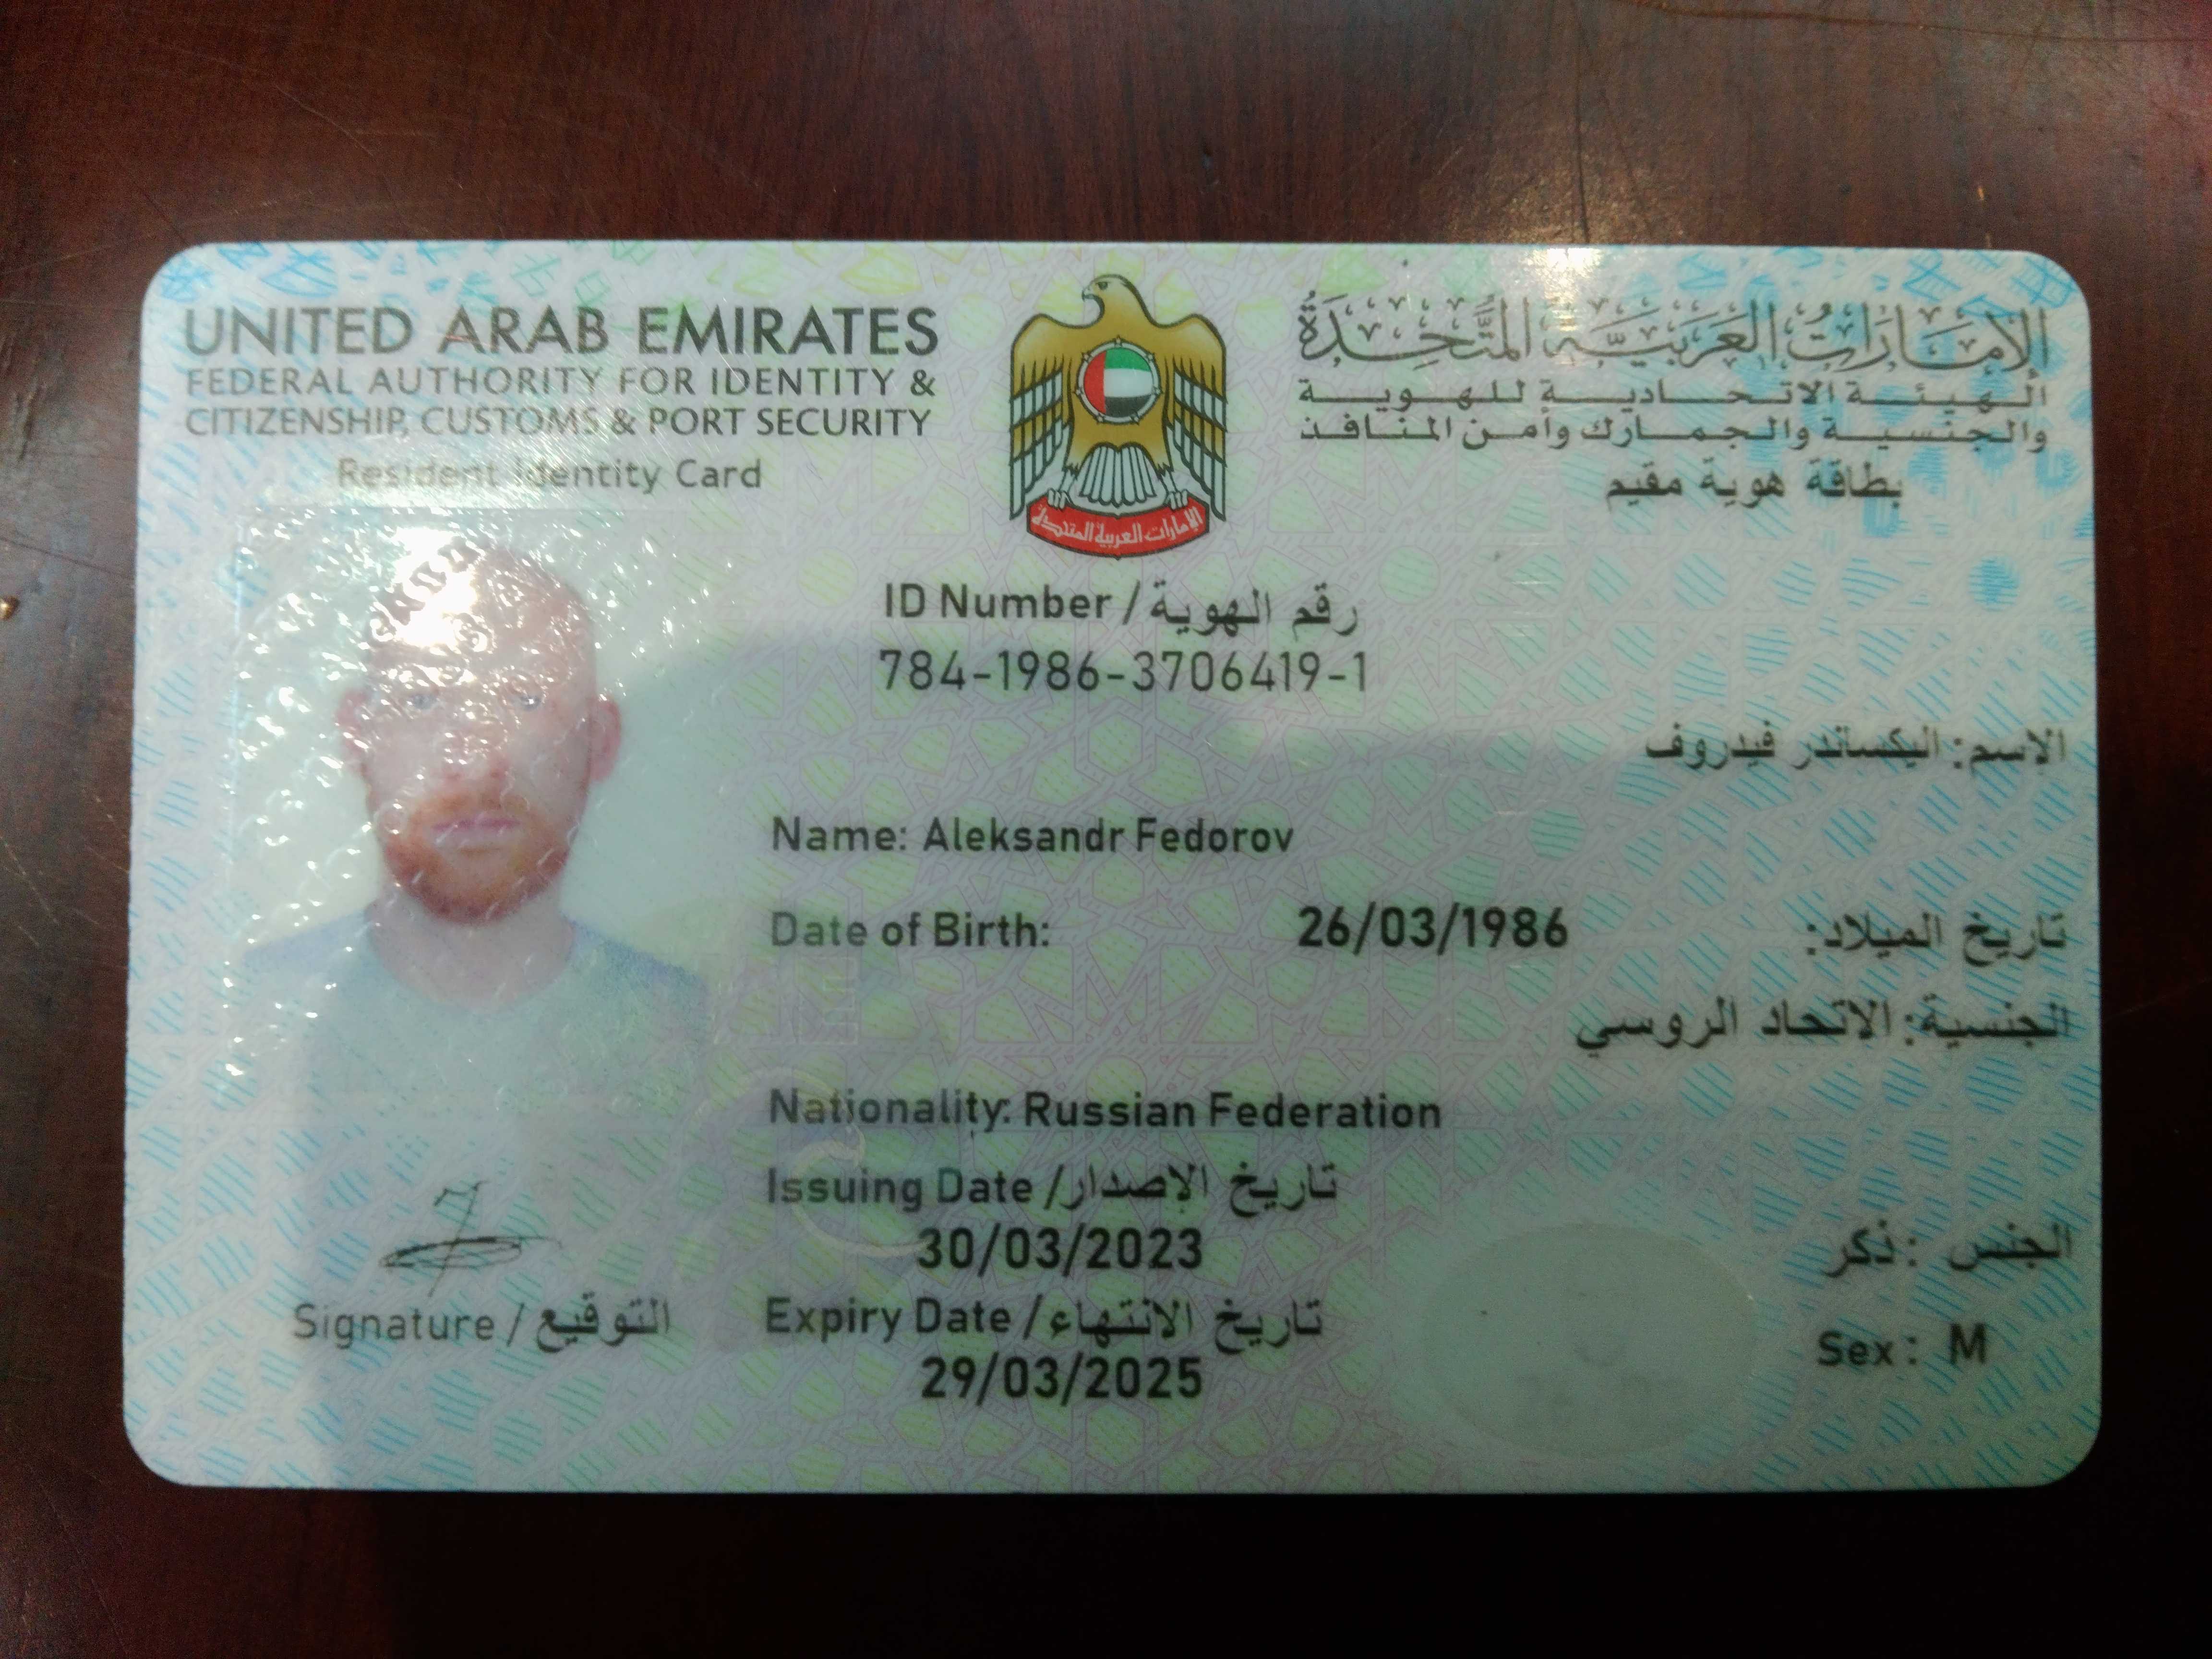 UNITED ARAB EMIRATES
FEDERAL AUTHORITY FOR IDENTITY &
CITIZENSHIP, CUSTOMS & PORT SECURITY
Resident Identity Card
الإمارات العربية المتحدة
الهيئة الاتحادية للهوية
والجنسية والجمارك وأمن المنافذ
بطاقة هوية مقيم
الإمارات العربية المتحدة
ID Number / رقم الهوية
784-1986-3706419-1
الإسم: اليكساندر فيدروف
Name: Aleksandr Fedorov
Date of Birth: 26/03/1986 تاريخ الميلاد:
الجنسية: الاتحاد الروسي
Nationality: Russian Federation
Issuing Date / تاريخ الإصدار
30/03/2023
الجنس : ذكر
Signature / التوقيع
Expiry Date / تاريخ الانتهاء
29/03/2025
Sex : M